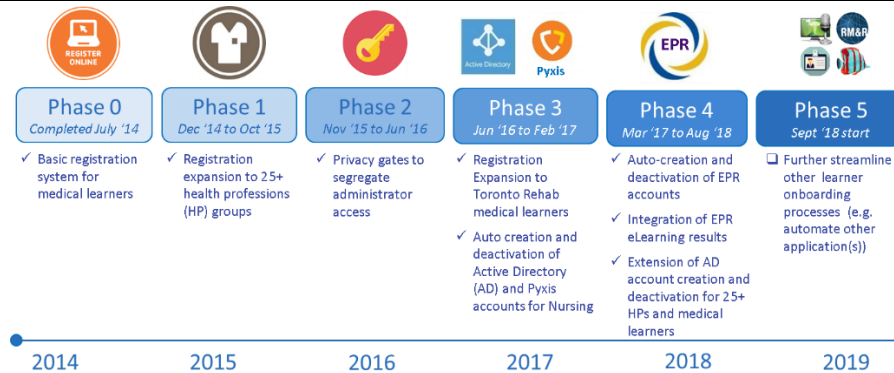 REGISTER
ONLINE
Active Directory
Pyxis
EPR
RM&R
Phase 0
Completed July '14
Phase 1
Dec '14 to Oct '15
Phase 2
Nov '15 to Jun '16
Phase 3
Jun '16 to Feb '17
Phase 4
Mar '17 to Aug '18
Phase 5
Sept '18 start
✓ Basic registration
system for
medical learners
✓ Registration
expansion to 25+
health professions
(HP) groups
✓ Privacy gates to
segregate
administrator
access
✓ Registration
Expansion to
Toronto Rehab
medical learners
✓ Auto creation and
deactivation of
Active Directory
(AD) and Pyxis
accounts for Nursing
✓ Auto-creation and
deactivation of EPR
accounts
✓ Integration of EPR
eLearning results
✓ Extension of AD
account creation and
deactivation for 25+
HPs and medical
learners
❑ Further streamline
other learner
onboarding
processes (e.g.
automate other
application(s))
2014
2015
2016
2017
2018
2019